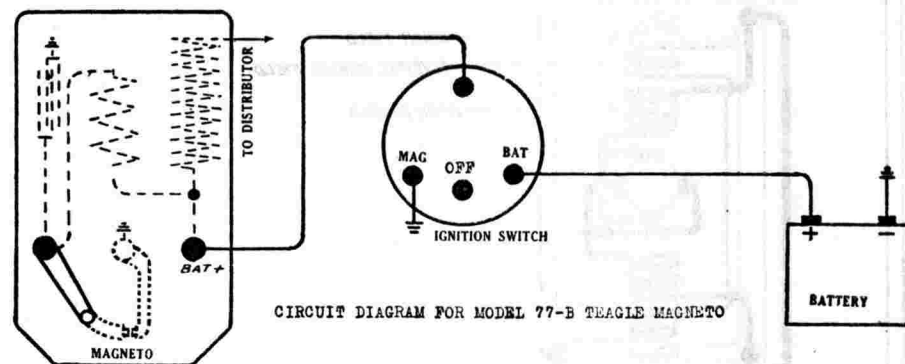 TO DISTRIBUTOR
MAG
OFF
BAT
IGNITION SWITCH
BAT+
+
−
BATTERY
MAGNETO
CIRCUIT DIAGRAM FOR MODEL 77-B TEAGLE MAGNETO